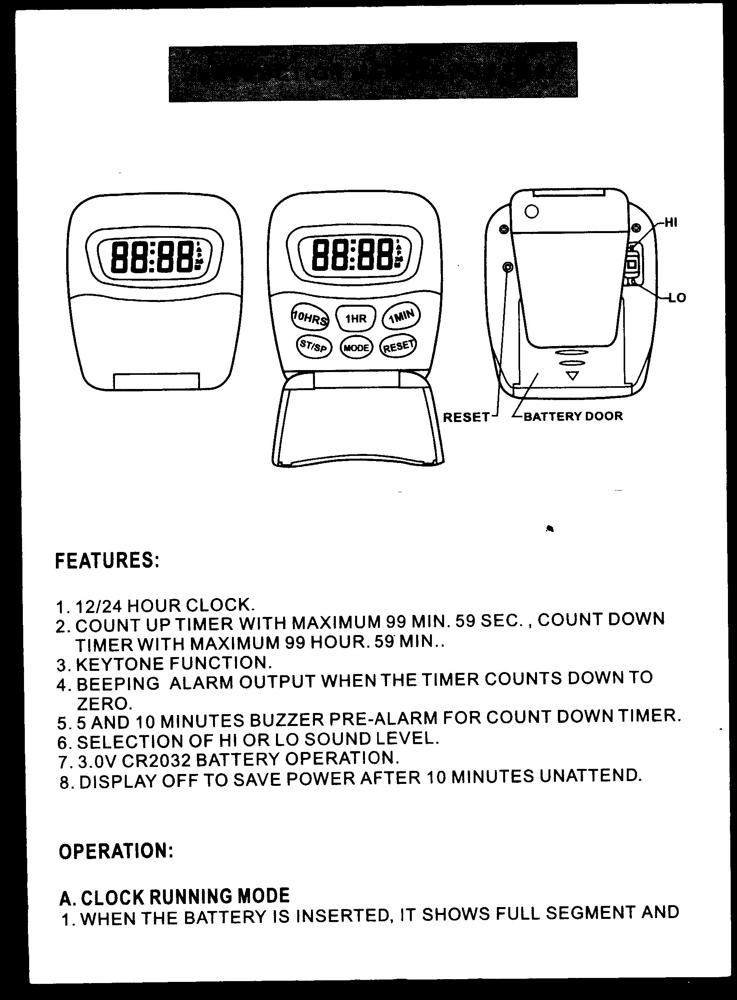 88:88
88:88
HI
LO
10HRS 1HR 1MIN
ST/SP MODE RESET
RESET
BATTERY DOOR
FEATURES:
1. 12/24 HOUR CLOCK.
2. COUNT UP TIMER WITH MAXIMUM 99 MIN. 59 SEC. , COUNT DOWN
TIMER WITH MAXIMUM 99 HOUR. 59 MIN..
3. KEYTONE FUNCTION.
4. BEEPING ALARM OUTPUT WHEN THE TIMER COUNTS DOWN TO
ZERO.
5. 5 AND 10 MINUTES BUZZER PRE-ALARM FOR COUNT DOWN TIMER.
6. SELECTION OF HI OR LO SOUND LEVEL.
7. 3.0V CR2032 BATTERY OPERATION.
8. DISPLAY OFF TO SAVE POWER AFTER 10 MINUTES UNATTEND.
OPERATION:
A. CLOCK RUNNING MODE
1. WHEN THE BATTERY IS INSERTED, IT SHOWS FULL SEGMENT AND